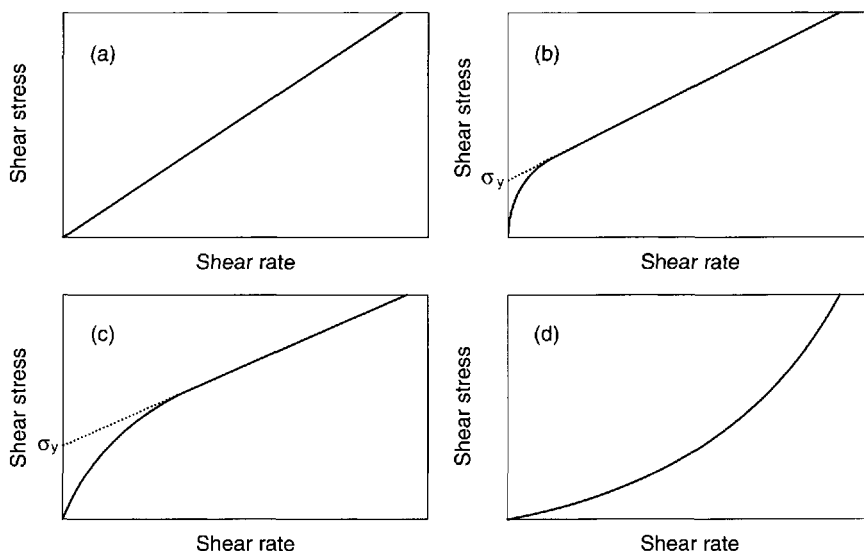 (a)
Shear stress
Shear rate
(b)
Shear stress
σy
Shear rate
(c)
Shear stress
σy
Shear rate
(d)
Shear stress
Shear rate